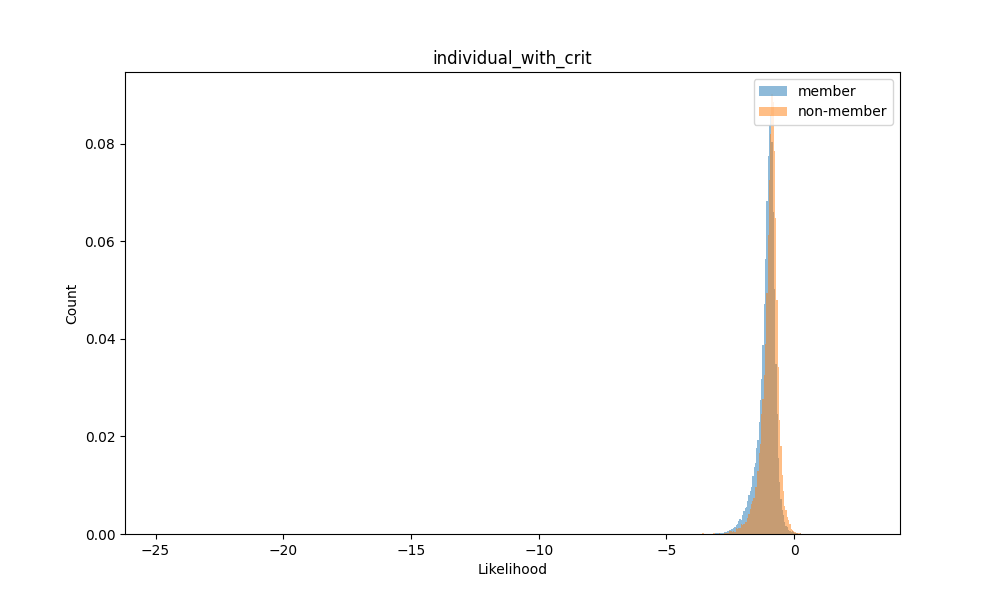 individual_with_crit
member
non-member
0.08
0.06
0.04
0.02
0.00
Count
−25
−20
−15
−10
−5
0
Likelihood